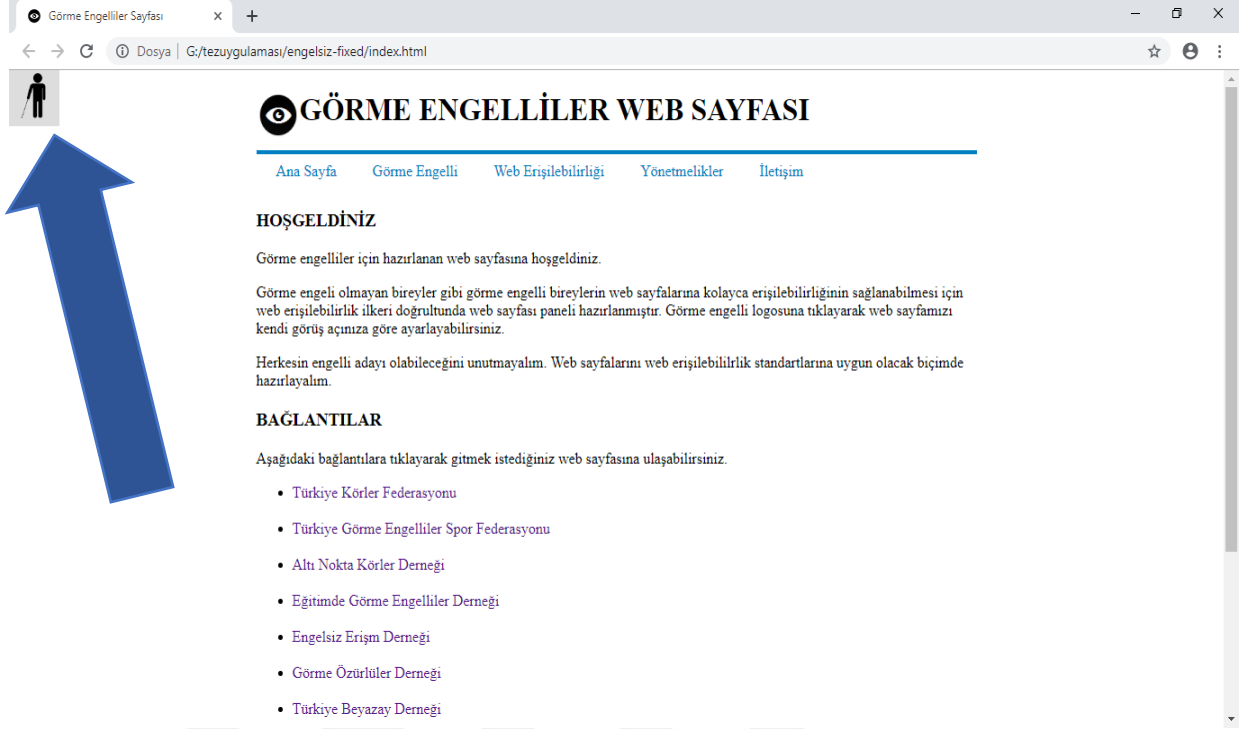 Görme Engelliler Sayfası
Dosya | G:/tezuygulaması/engelsiz-fixed/index.html
GÖRME ENGELLİLER WEB SAYFASI
Ana Sayfa Görme Engelli Web Erişilebilirliği Yönetmelikler İletişim
HOŞGELDİNİZ
Görme engelliler için hazırlanan web sayfasına hoşgeldiniz.
Görme engeli olmayan bireyler gibi görme engelli bireylerin web sayfalarına kolayca erişilebilirliğinin sağlanabilmesi için
web erişilebilirlik ilkeri doğrultunda web sayfası paneli hazırlanmıştır. Görme engelli logosuna tıklayarak web sayfamızı
kendi görüş açınıza göre ayarlayabilirsiniz.
Herkesin engelli adayı olabileceğini unutmayalım. Web sayfalarını web erişilebililrlik standartlarına uygun olacak biçimde
hazırlayalım.
BAĞLANTILAR
Aşağıdaki bağlantılara tıklayarak gitmek istediğiniz web sayfasına ulaşabilirsiniz.
• Türkiye Körler Federasyonu
• Türkiye Görme Engelliler Spor Federasyonu
• Altı Nokta Körler Derneği
• Eğitimde Görme Engelliler Derneği
• Engelsiz Erişm Derneği
• Görme Özürlüler Derneği
• Türkiye Beyazay Derneği